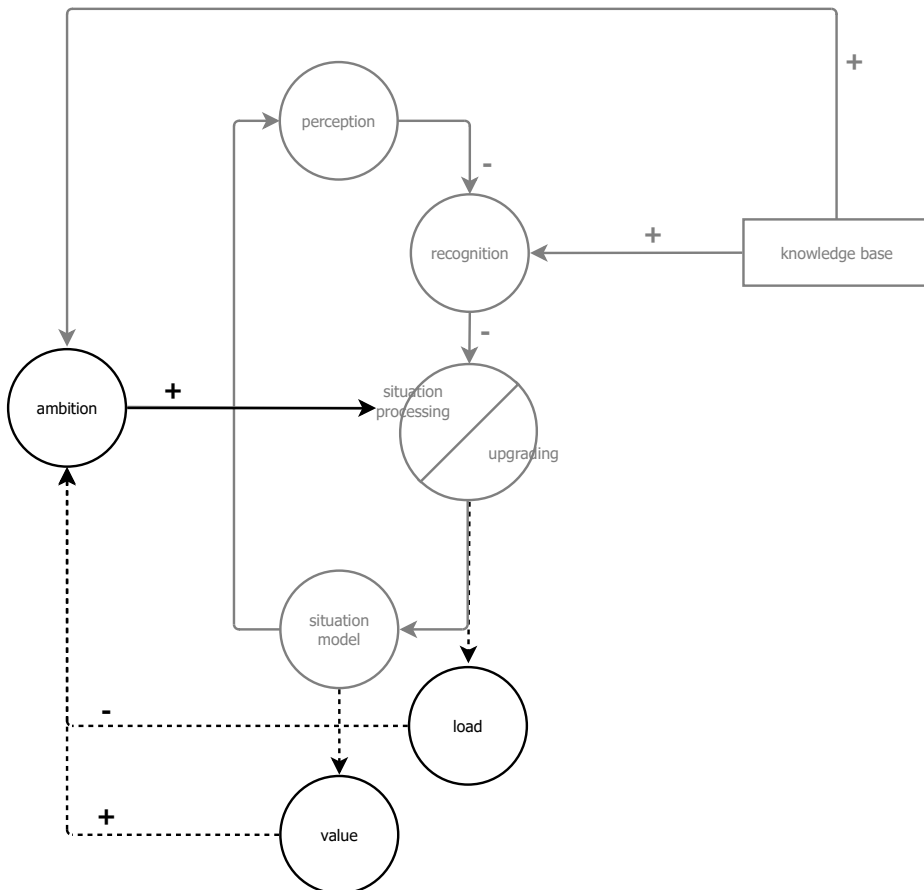 +
perception
-
recognition
+
knowledge base
-
ambition
+
situation
processing
upgrading
situation
model
-
load
+
value